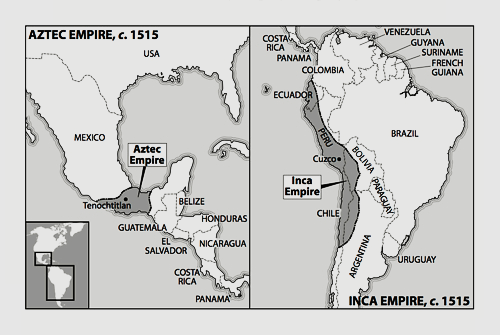 AZTEC EMPIRE, c. 1515
USA
MEXICO
Aztec
Empire
Tenochtitlan
BELIZE
HONDURAS
GUATEMALA
EL
SALVADOR
NICARAGUA
COSTA
RICA
PANAMA
COSTA
RICA
PANAMA
VENEZUELA
GUYANA
SURINAME
FRENCH
GUIANA
COLOMBIA
ECUADOR
PERU
BRAZIL
Cuzco
BOLIVIA
Inca
Empire
PARAGUAY
CHILE
ARGENTINA
URUGUAY
INCA EMPIRE, c. 1515